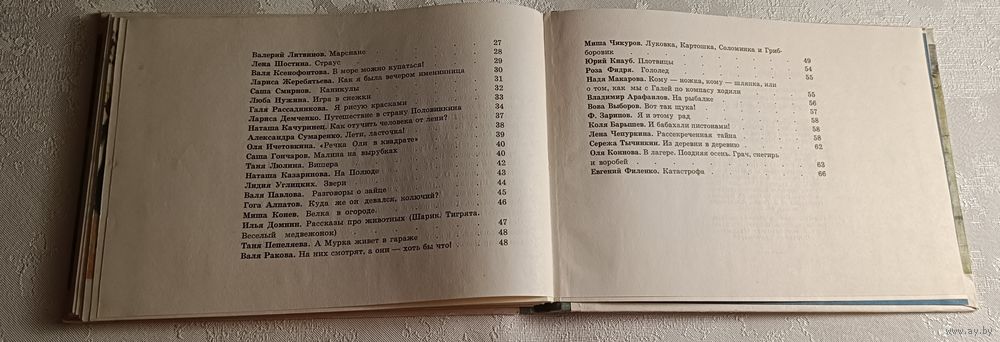 Валерий Литвинов. Марсиане 27
Лена Шостина. Страус 28
Валя Ксенофонтова. В море можно купаться! 29
Лариса Жеребятьева. Как я была вечером именинница 30
Саша Смирнов. Каникулы 31
Люба Нужина. Игра в снежки 32
Галя Рассадникова. Я рисую красками 33
Лариса Демченко. Путешествие в страну Половинкина 34
Наташа Качуринец. Как отучить человека от лени? 37
Александра Сумаренко. Лети, ласточка! 38
Оля Ичетовкина. «Речка Оли в квадрате» 39
Саша Гончаров. Малина на вырубках 40
Таня Люлина. Вишера 40
Наташа Казаринова. На Полюде 42
Лидия Углицких. Звери 43
Валя Павлова. Разговоры о зайце 44
Гога Алпатов. Куда же он девался, колючий? 45
Миша Конев. Белка в огороде 46
Илья Домнин. Рассказы про животных (Шарик. Тигрята.
Веселый медвежонок) 47
Таня Пепеляева. А Мурка живет в гараже 48
Валя Ракова. На них смотрят, а они — хоть бы что! 48
Миша Чикуров. Луковка, Картошка, Соломинка и Гриб-
боровик 49
Юрий Кнауб. Плотвицы 54
Роза Фидря. Гололед 55
Надя Макарова. Кому — ножка, кому — шляпка, или
о том, как мы с Галей по компасу ходили 55
Владимир Арафаилов. На рыбалке 56
Вова Выборов. Вот так щука! 57
Ф. Зарипов. Я и этому рад 58
Коля Барышев. И бабахали пистонами! 58
Лена Чепуркина. Рассекреченная тайна 58
Сережа Тычинкин. Из деревни в деревню 62
Оля Коннова. В лагере. Поздняя осень. Грач, снегирь
и воробей 63
Евгений Филенко. Катастрофа 66
www.ay.by